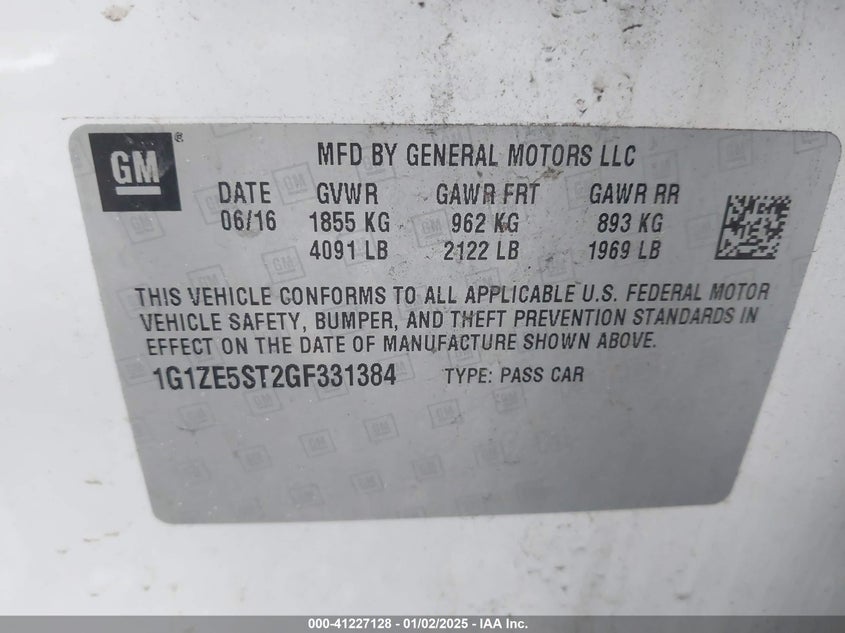 GM®
MFD BY GENERAL MOTORS LLC
DATE GVWR GAWR FRT GAWR RR
06/16 1855 KG 962 KG 893 KG
4091 LB 2122 LB 1969 LB
THIS VEHICLE CONFORMS TO ALL APPLICABLE U.S. FEDERAL MOTOR
VEHICLE SAFETY, BUMPER, AND THEFT PREVENTION STANDARDS IN
EFFECT ON THE DATE OF MANUFACTURE SHOWN ABOVE.
1G1ZE5ST2GF331384 TYPE: PASS CAR
000-41227128 - 01/02/2025 - IAA Inc.